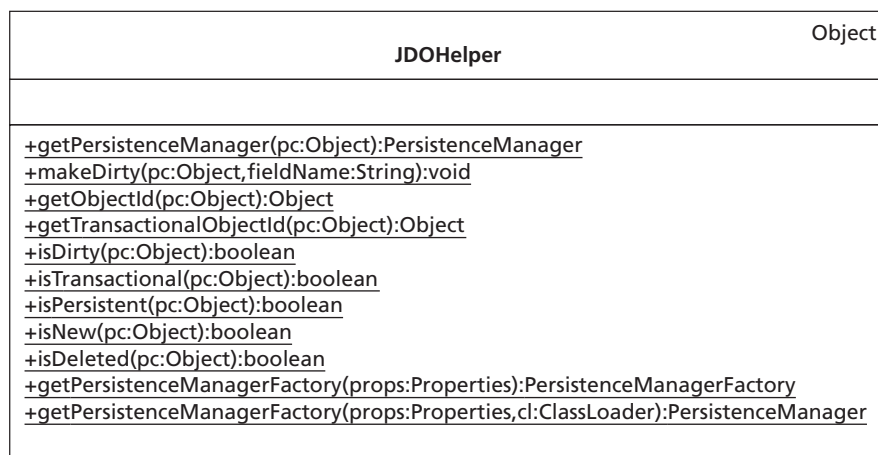 Object
JDOHelper
+getPersistenceManager(pc:Object):PersistenceManager
+makeDirty(pc:Object,fieldName:String):void
+getObjectId(pc:Object):Object
+getTransactionalObjectId(pc:Object):Object
+isDirty(pc:Object):boolean
+isTransactional(pc:Object):boolean
+isPersistent(pc:Object):boolean
+isNew(pc:Object):boolean
+isDeleted(pc:Object):boolean
+getPersistenceManagerFactory(props:Properties):PersistenceManagerFactory
+getPersistenceManagerFactory(props:Properties,cl:ClassLoader):PersistenceManager